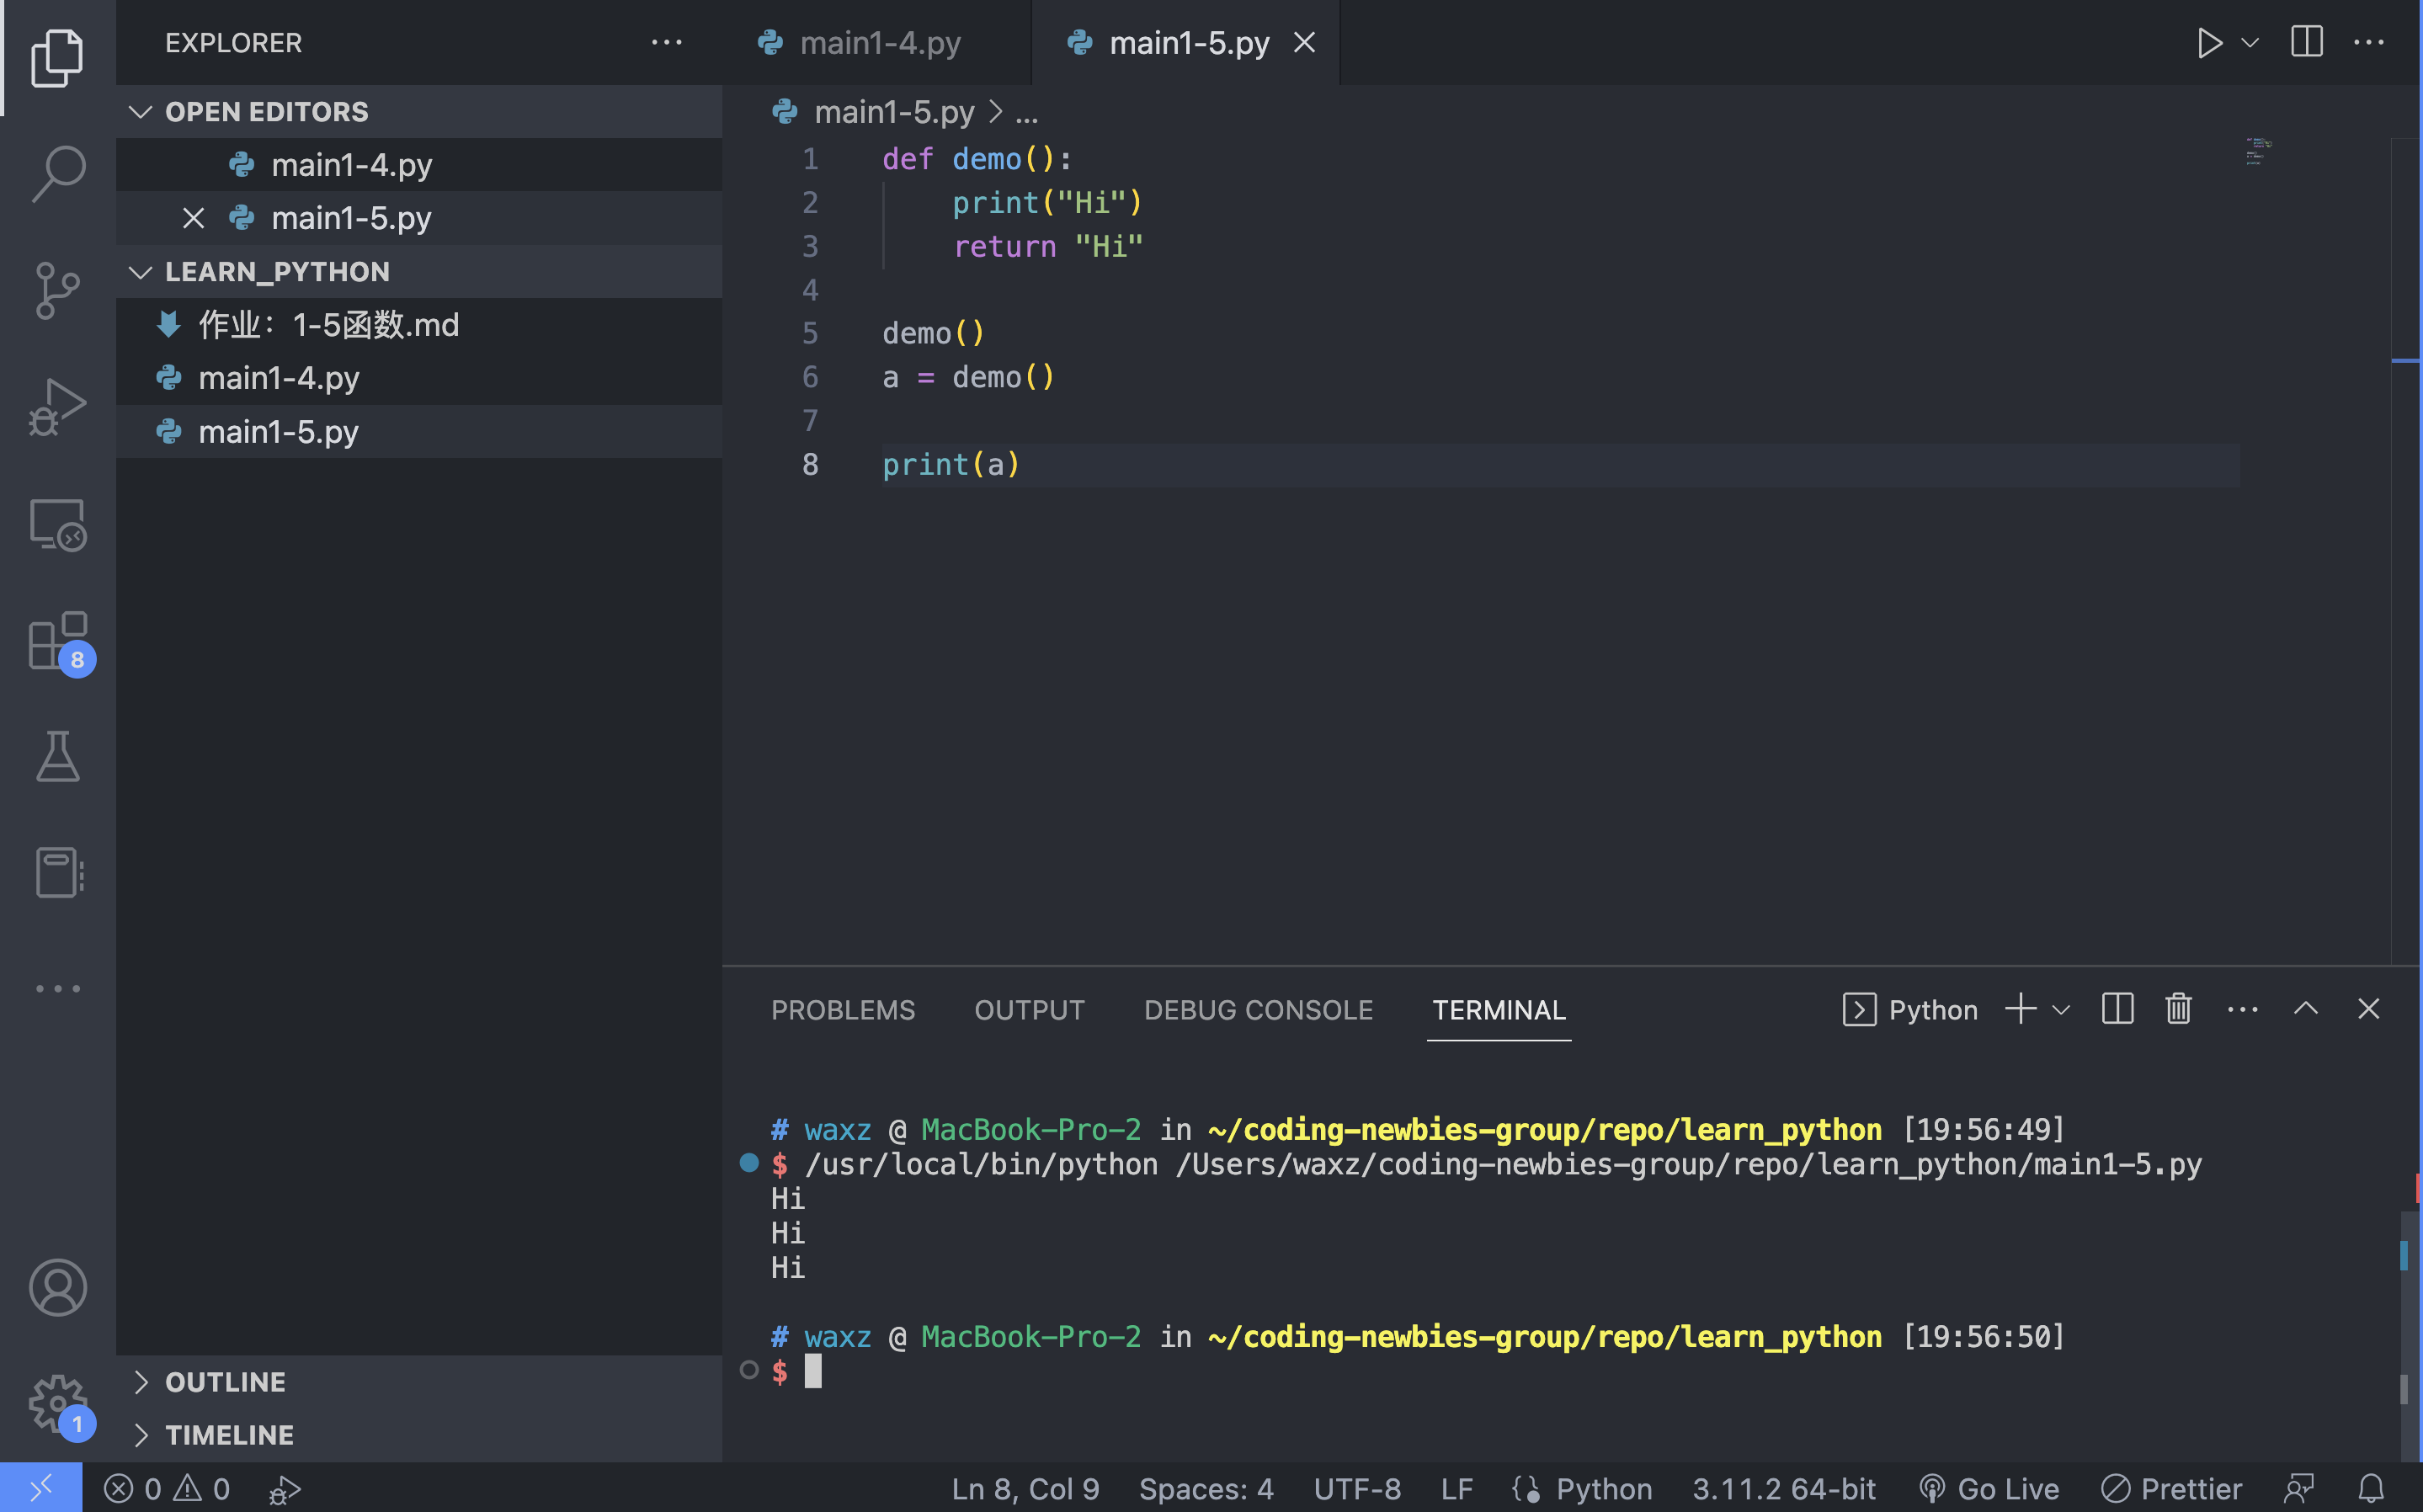 EXPLORER
OPEN EDITORS
main1-4.py
main1-5.py
LEARN_PYTHON
作业：1-5函数.md
main1-4.py
main1-5.py
OUTLINE
TIMELINE
8
1
main1-4.py
main1-5.py
main1-5.py > ...
1 def demo():
2 print("Hi")
3 return "Hi"
4
5 demo()
6 a = demo()
7
8 print(a)
PROBLEMS OUTPUT DEBUG CONSOLE TERMINAL Python
# waxz @ MacBook-Pro-2 in ~/coding-newbies-group/repo/learn_python [19:56:49]
$ /usr/local/bin/python /Users/waxz/coding-newbies-group/repo/learn_python/main1-5.py
Hi
Hi
Hi
# waxz @ MacBook-Pro-2 in ~/coding-newbies-group/repo/learn_python [19:56:50]
$
0 0 Ln 8, Col 9 Spaces: 4 UTF-8 LF Python 3.11.2 64-bit Go Live Prettier